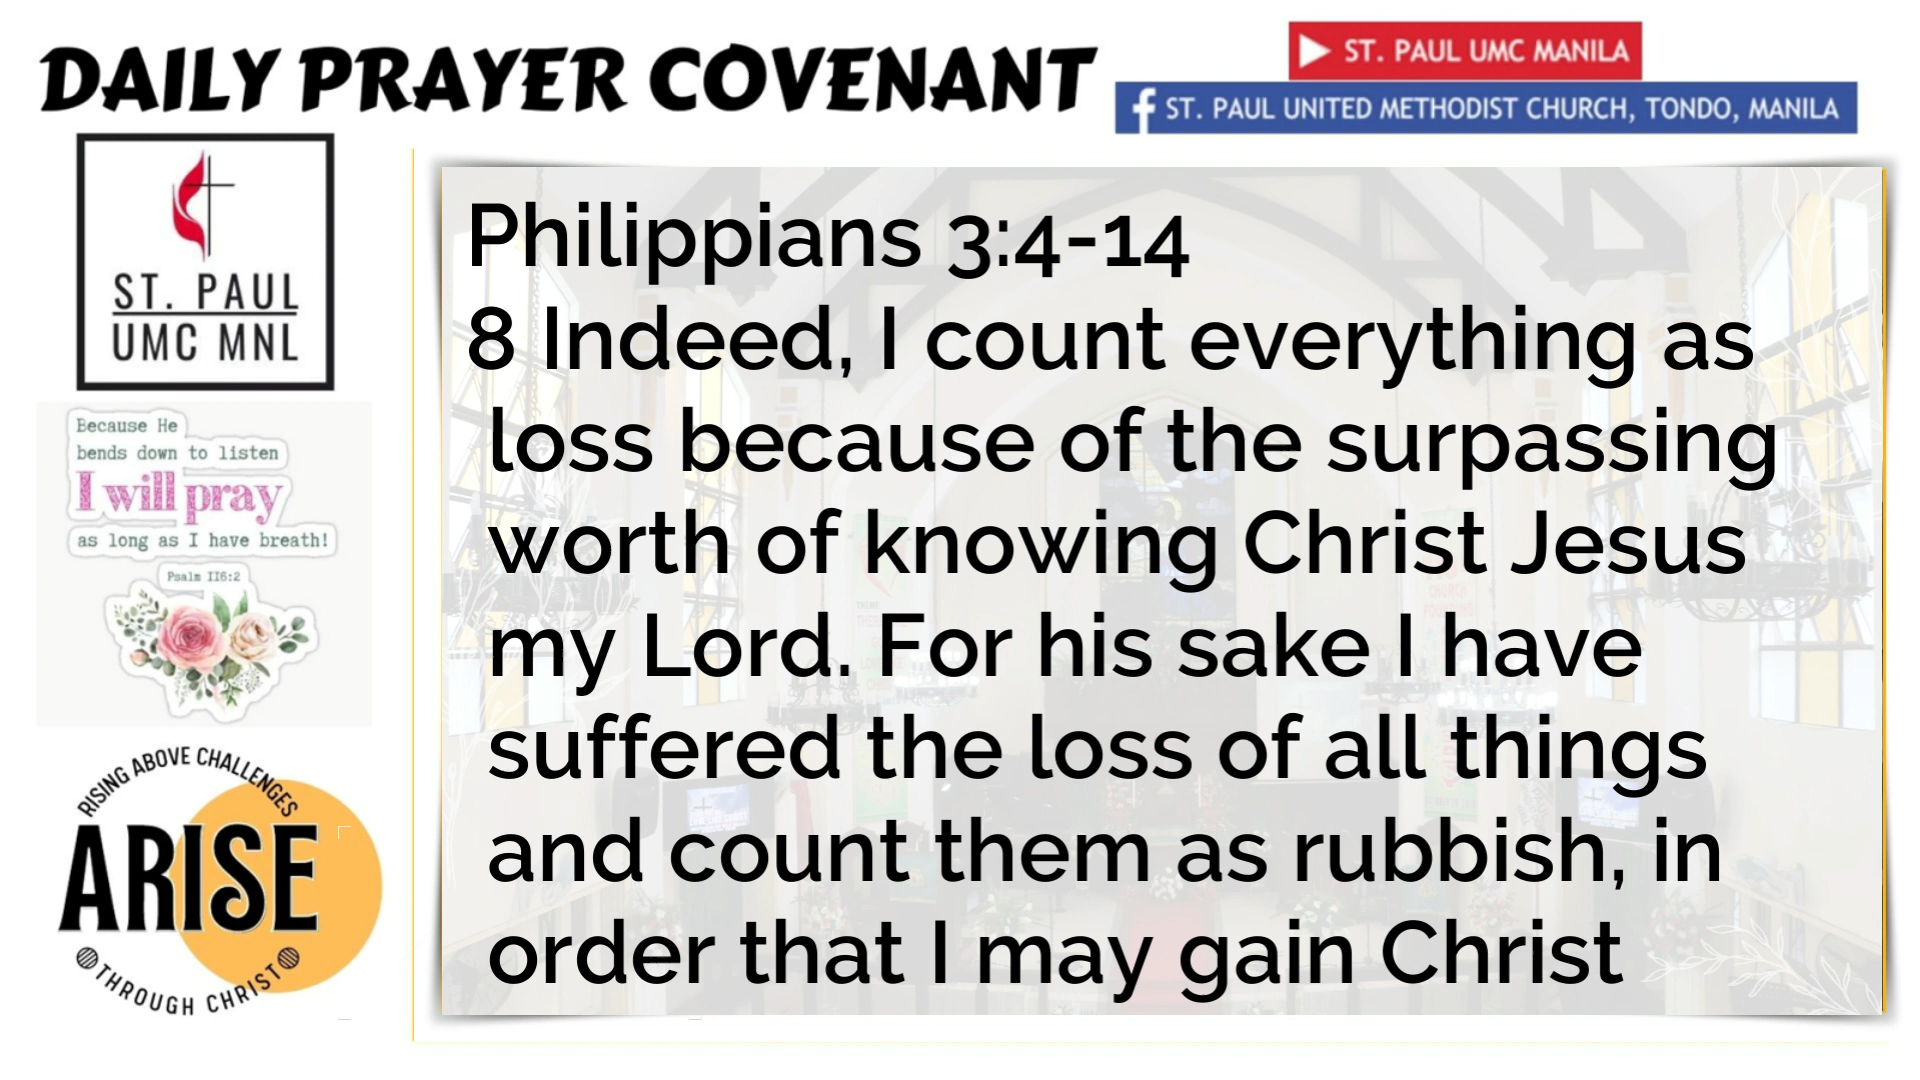 DAILY PRAYER COVENANT
ST. PAUL UMC MANILA
f ST. PAUL UNITED METHODIST CHURCH, TONDO, MANILA
ST. PAUL
UMC MNL
Because He
bends down to listen
I will pray
as long as I have breath!
Psalm 116:2
RISING ABOVE CHALLENGES
ARISE
THROUGH CHRIST
Philippians 3:4-14
8 Indeed, I count everything as
loss because of the surpassing
worth of knowing Christ Jesus
my Lord. For his sake I have
suffered the loss of all things
and count them as rubbish, in
order that I may gain Christ